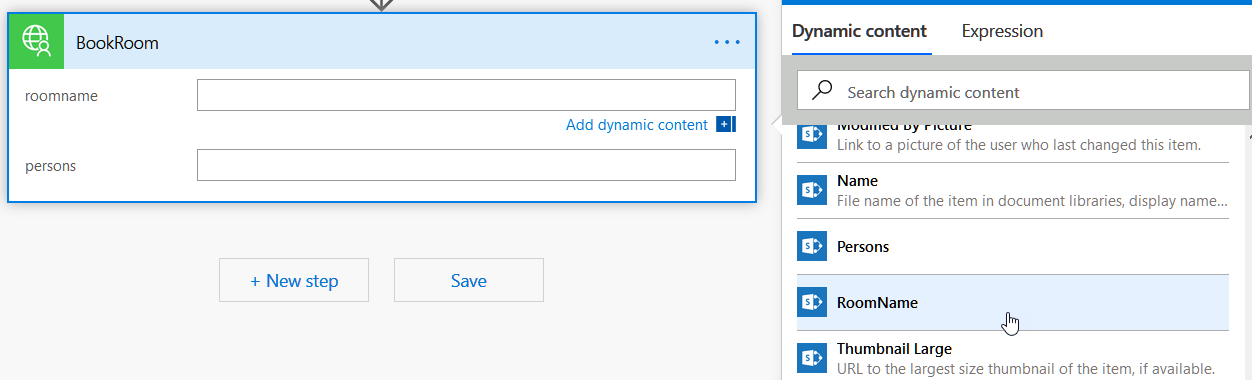 BookRoom
...
roomname
Add dynamic content
persons
+ New step
Save
Dynamic content
Expression
Search dynamic content
Modified By Picture
Link to a picture of the user who last changed this item.
Name
File name of the item in document libraries, display name...
Persons
RoomName
Thumbnail Large
URL to the largest size thumbnail of the item, if available.